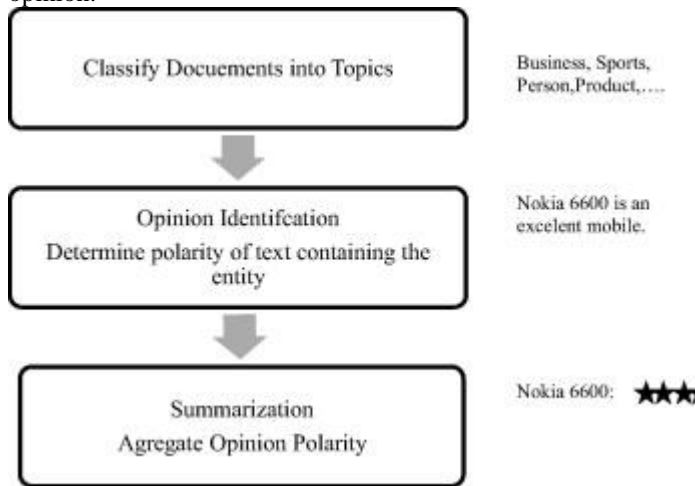 opinion.
Classify Docuements into Topics
Business, Sports,
Person,Product,….
Opinion Identifcation
Determine polarity of text containing the
entity
Nokia 6600 is an
excelent mobile.
Summarization
Agregate Opinion Polarity
Nokia 6600: ★★★